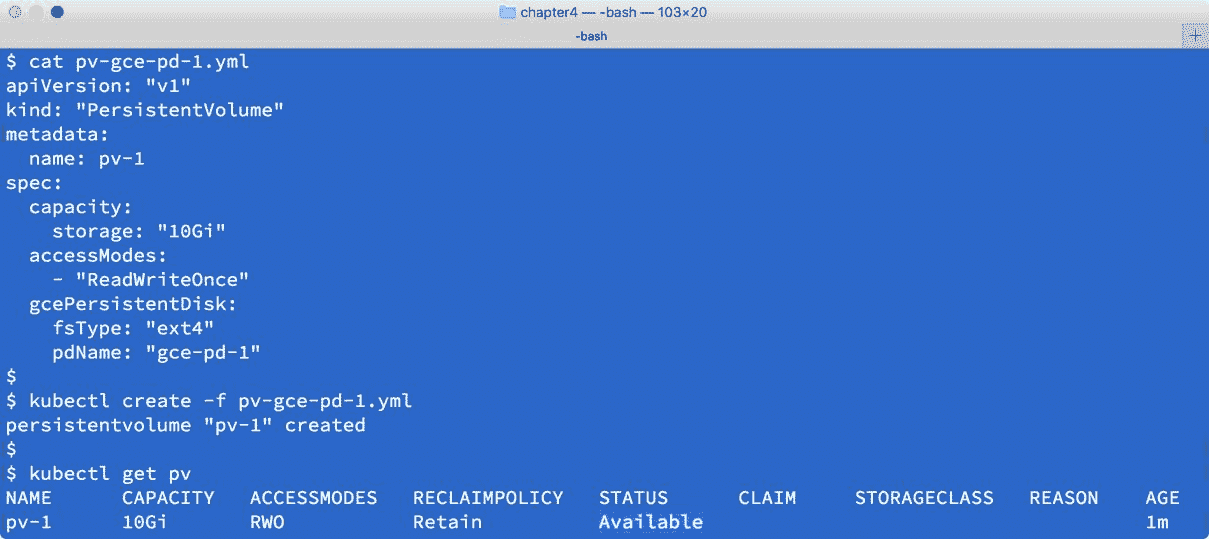 chapter4 — -bash — 103×20
-bash
$ cat pv-gce-pd-1.yml
apiVersion: "v1"
kind: "PersistentVolume"
metadata:
  name: pv-1
spec:
  capacity:
    storage: "10Gi"
  accessModes:
    - "ReadWriteOnce"
  gcePersistentDisk:
    fsType: "ext4"
    pdName: "gce-pd-1"
$
$ kubectl create -f pv-gce-pd-1.yml
persistentvolume "pv-1" created
$
$ kubectl get pv
NAME      CAPACITY   ACCESSMODES   RECLAIMPOLICY   STATUS      CLAIM     STORAGECLASS   REASON    AGE
pv-1      10Gi       RWO           Retain          Available                                      1m